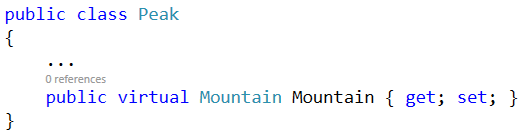 public class Peak
{
...
0 references
public virtual Mountain Mountain { get; set; }
}